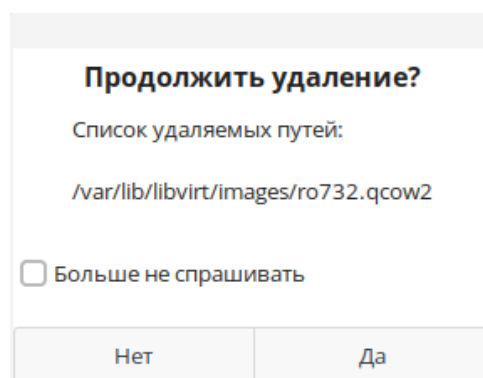 Продолжить удаление?
Список удаляемых путей:
/var/lib/libvirt/images/ro732.qcow2
Больше не спрашивать
Нет
Да